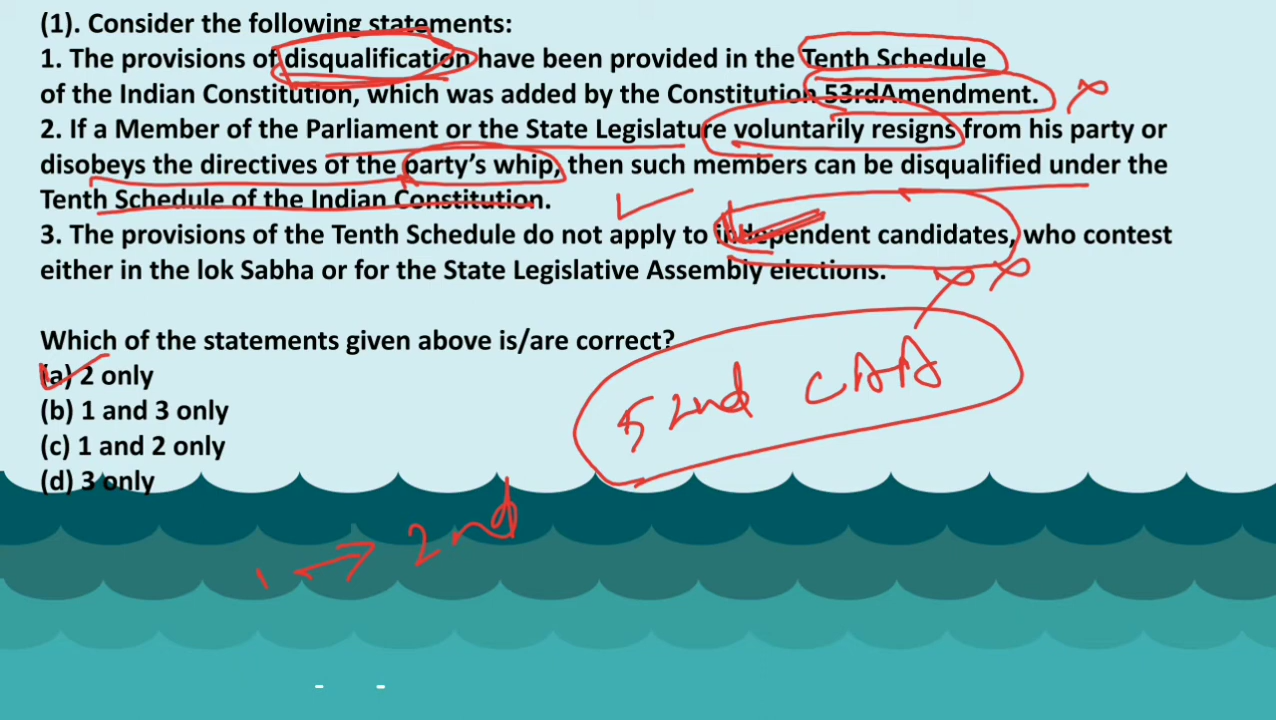 (1). Consider the following statements:
1. The provisions of disqualification have been provided in the Tenth Schedule
of the Indian Constitution, which was added by the Constitution 53rdAmendment.
2. If a Member of the Parliament or the State Legislature voluntarily resigns from his party or
disobeys the directives of the party's whip, then such members can be disqualified under the
Tenth Schedule of the Indian Constitution.
3. The provisions of the Tenth Schedule do not apply to independent candidates, who contest
either in the lok Sabha or for the State Legislative Assembly elections.
Which of the statements given above is/are correct?
(a) 2 only
(b) 1 and 3 only
(c) 1 and 2 only
(d) 3 only
52nd CAA
1 → 2nd